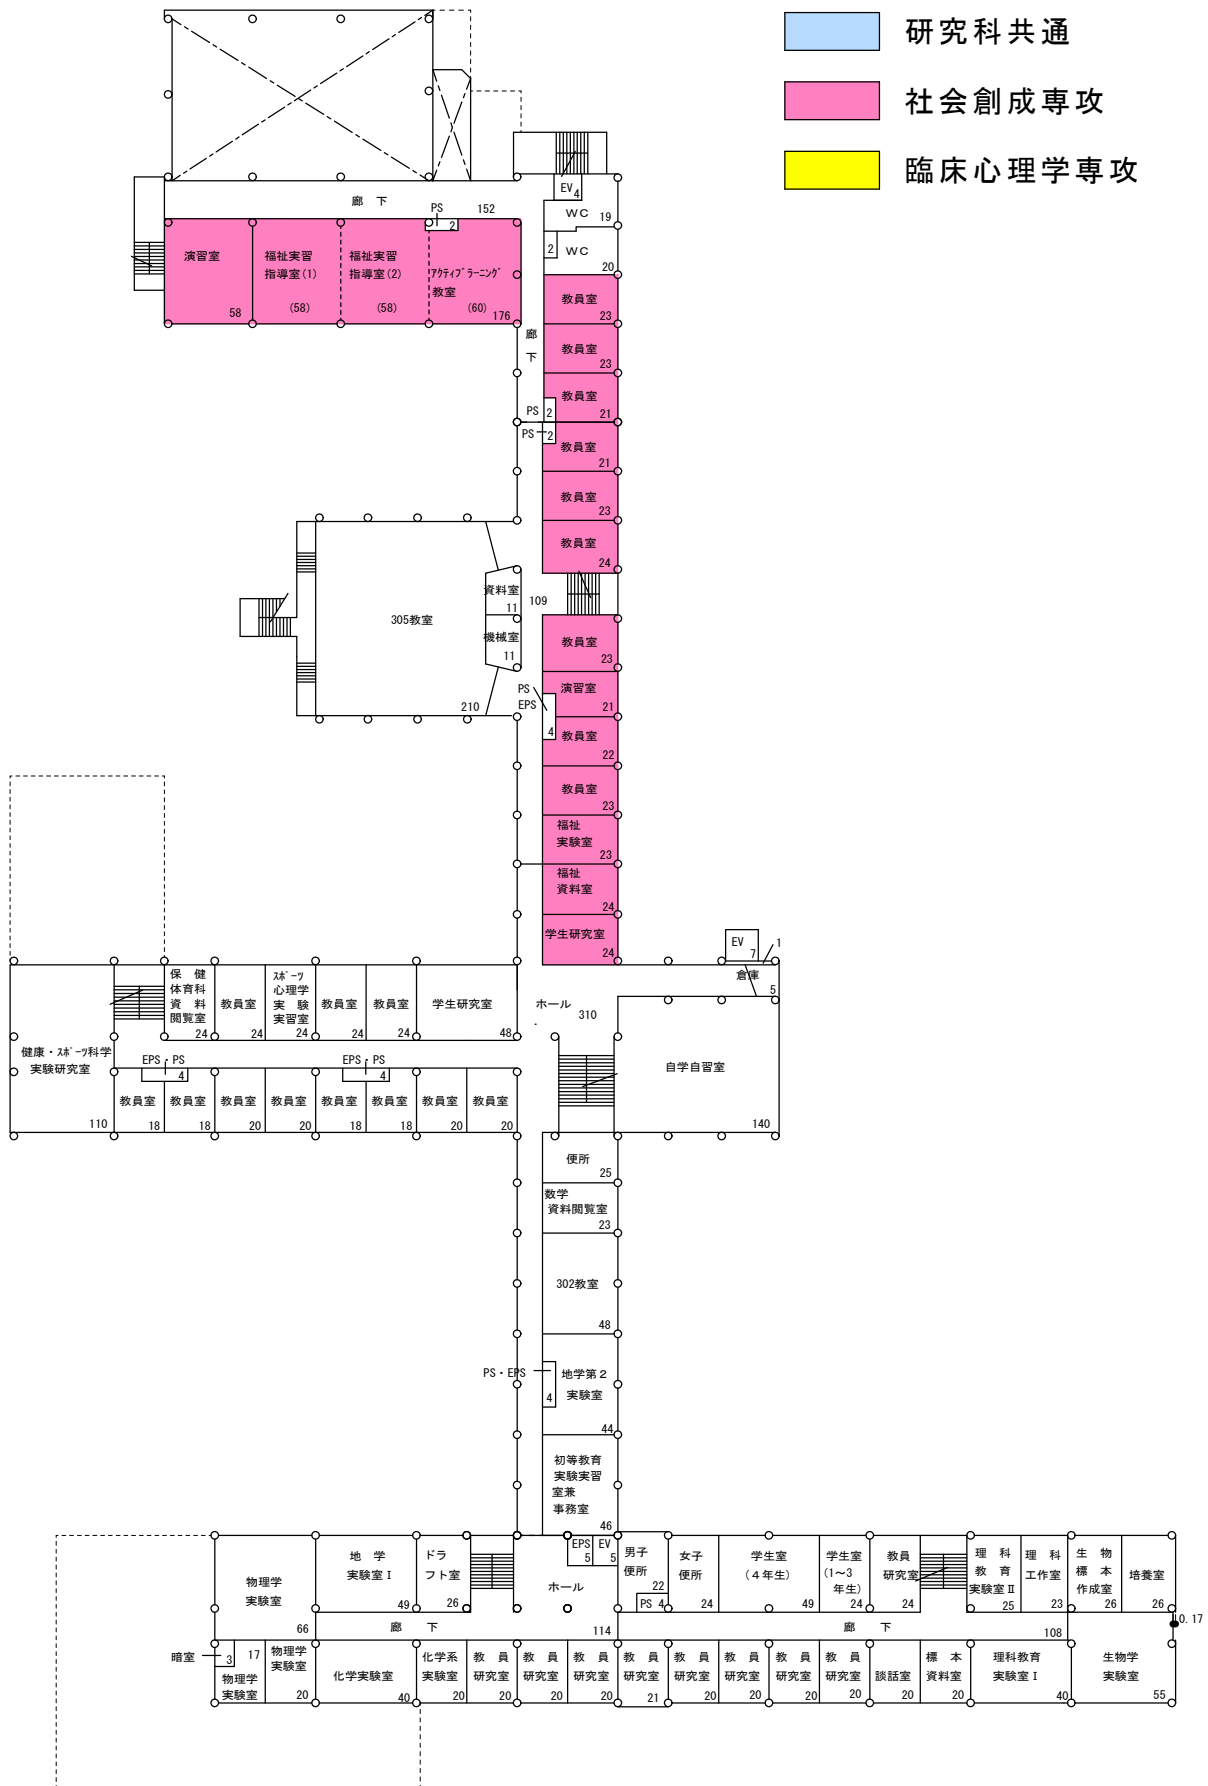 研究科共通
社会創成専攻
臨床心理学専攻
廊 下
152
PS
2
EV
4
WC
19
2
WC
20
演習室
58
福祉実習
指導室(1)
(58)
福祉実習
指導室(2)
(58)
ｱｸﾃｨﾌﾞﾗｰﾆﾝｸﾞ
教室
(60)
176
廊
下
教員室
23
教員室
23
教員室
21
PS
2
PS
2
教員室
21
教員室
23
教員室
24
資料室
11
109
機械室
11
305教室
210
教員室
23
演習室
21
PS
EPS
4
教員室
22
教員室
23
福祉
実験室
23
福祉
資料室
24
学生研究室
24
EV
7
1
倉庫
5
保 健
体育科
資 料
閲覧室
24
教員室
24
ｽﾎﾟｰﾂ
心理学
実 験
実習室
24
教員室
24
教員室
24
学生研究室
48
ホール
310
健康・ｽﾎﾟｰﾂ科学
実験研究室
110
EPS・PS
4
EPS・PS
4
自学自習室
140
教員室
18
教員室
18
教員室
20
教員室
20
教員室
18
教員室
18
教員室
20
教員室
20
便所
25
数学
資料閲覧室
23
302教室
48
PS・EPS
4
地学第２
実験室
44
初等教育
実験実習
室兼
事務室
46
物理学
実験室
66
地 学
実験室Ⅰ
49
ドラ
フト室
26
EPS
5
EV
5
ホール
114
男子
便所
22
PS
4
女子
便所
24
学生室
(４年生)
49
学生室
(1～3
年生)
24
教員
研究室
24
理 科
教 育
実験室Ⅱ
25
理 科
工作室
23
生 物
標 本
作成室
26
培養室
26
0.17
廊 下
廊 下
108
暗室
3
17
物理学
実験室
物理学
実験室
20
化学実験室
40
化学系
実験室
20
教 員
研究室
20
教 員
研究室
20
教 員
研究室
20
教 員
研究室
21
教 員
研究室
20
教 員
研究室
20
教 員
研究室
20
教 員
研究室
20
談話室
20
標 本
資料室
20
理科教育
実験室Ⅰ
40
生物学
実験室
55